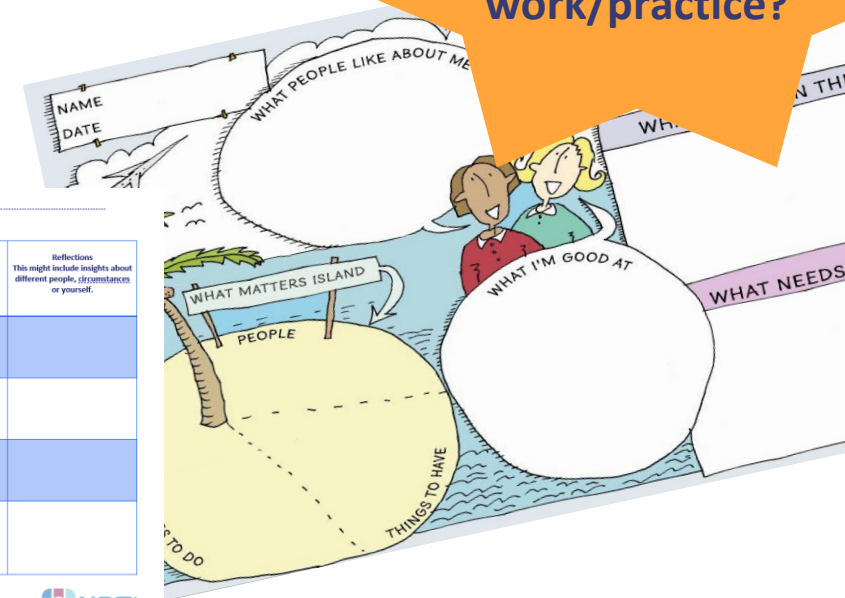 work/practice?
NAME
DATE
WHAT PEOPLE LIKE ABOUT ME
WHAT MATTERS ISLAND
PEOPLE
THINGS TO HAVE
TO DO
WHAT I'M GOOD AT
WHAT NEEDS
Reflections
This might include insights about
different people, circumstances
or yourself.